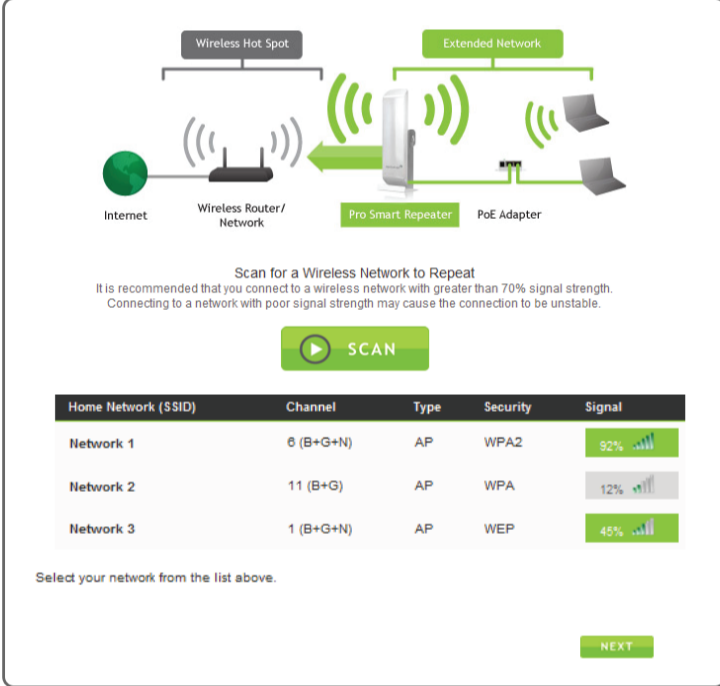 Wireless Hot Spot
Extended Network
Internet
Wireless Router/
Network
Pro Smart Repeater
PoE Adapter
Scan for a Wireless Network to Repeat
It is recommended that you connect to a wireless network with greater than 70% signal strength.
Connecting to a network with poor signal strength may cause the connection to be unstable.
SCAN
Home Network (SSID) Channel Type Security Signal
Network 1 6 (B+G+N) AP WPA2 92%
Network 2 11 (B+G) AP WPA 12%
Network 3 1 (B+G+N) AP WEP 45%
Select your network from the list above.
NEXT